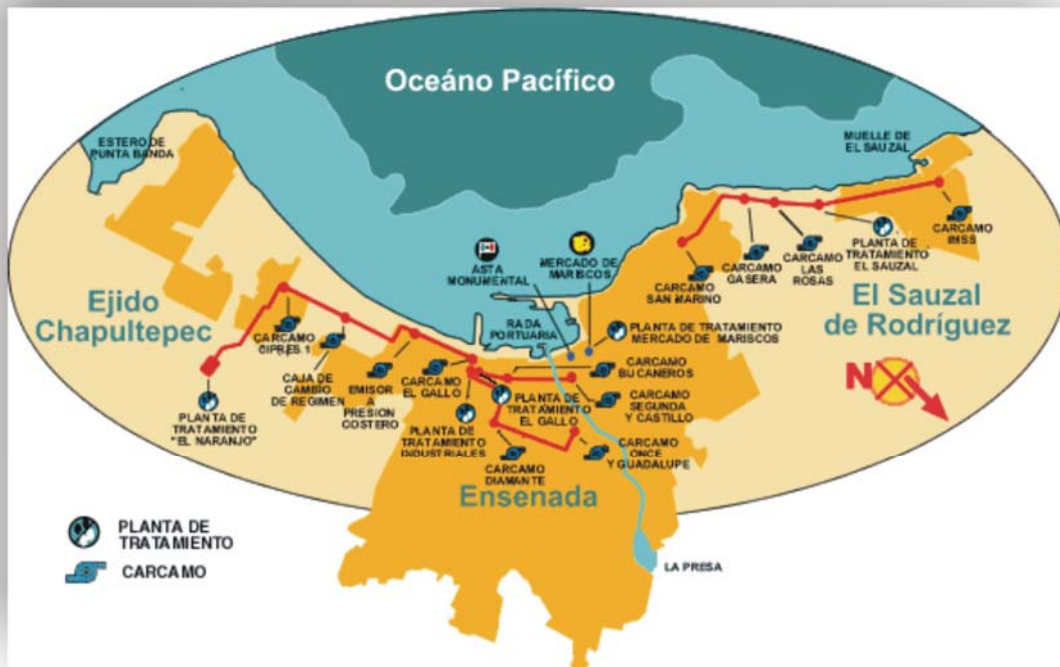 Oceáno Pacífico
ESTERO DE
PUNTA BANDA
MUELLE DE
EL SAUZAL
ASTA
MONUMENTAL
MERCADO DE
MARISCOS
CARCAMO
SAN MARINO
CARCAMO
GASERA
CARCAMO
LAS
ROSAS
PLANTA DE
TRATAMIENTO
EL SAUZAL
CARCAMO
IMSS
Ejido
Chapultepec
El Sauzal
de Rodríguez
RADA
PORTUARIA
PLANTA DE TRATAMIENTO
MERCADO DE MARISCOS
CARCAMO
CIPRES 1
CAJA DE
CAMBIO
DE REGIMEN
EMISOR
A
PRESION
COSTERO
CARCAMO
EL GALLO
CARCAMO
BUCANEROS
N
PLANTA DE
TRATAMIENTO
"EL NARANJO"
PLANTA DE
TRATAMIENTO
INDUSTRIALES
PLANTA DE
TRATAMIENTO
EL GALLO
CARCAMO
SEGUNDA
Y CASTILLO
CARCAMO
DIAMANTE
CARCAMO
ONCE
Y GUADALUPE
Ensenada
PLANTA DE
TRATAMIENTO
CARCAMO
LA PRESA